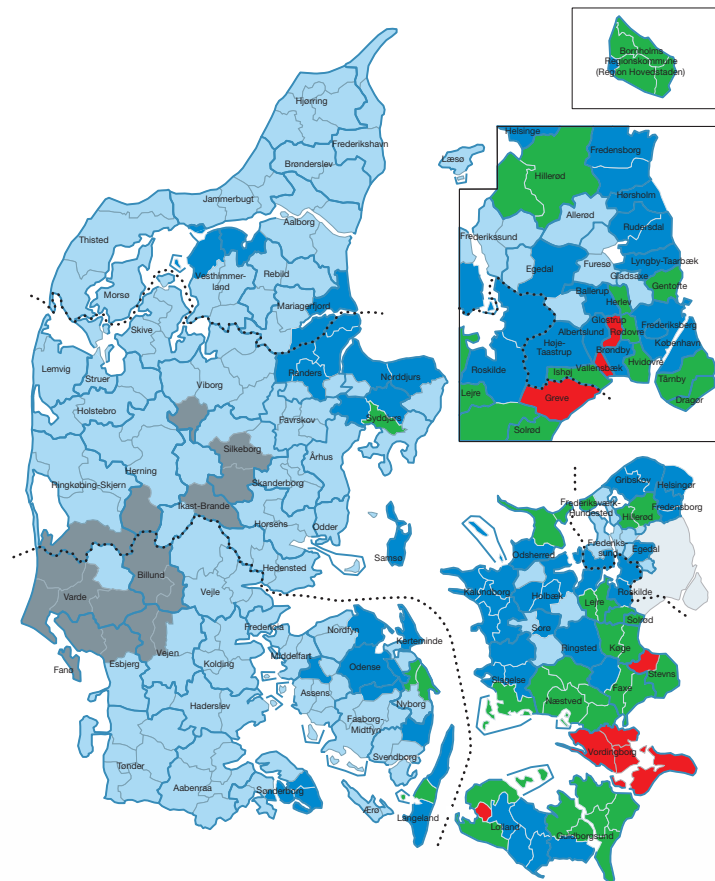 Bornholms
Regionskommune
(Reg on Hovedstaden)
Hjørring
Frederikshavn
Brønderslev
Jammerbugt
Aalborg
Thisted
Vesthimmer-
land
Rebild
Morsø
Mariagerfjord
Skive
Lemvig
Struer
Viborg
Randers
Norddjurs
Holstebro
Favrskov
Syddjurs
Silkeborg
Århus
Herning
Ringkøbing-Skjern
Skanderborg
Ikast-Brande
Horsens
Odder
Samsø
Hedensted
Billund
Varde
Vejle
Fredericia
Vejen
Esbjerg
Fanø
Kolding
Haderslev
Tønder
Aabenraa
Sønderborg
Nordfyn
Kerteminde
Middelfart
Odense
Assens
Nyborg
Faaborg-
Midtfyn
Svendborg
Ærø
Langeland
Læsø
Helsinge
Fredensborg
Hillerød
Hørsholm
Allerød
Rudersdal
Frederikssund
Egedal
Furesø
Lyngby-Taarbæk
Gladsaxe
Gentofte
Ballerup
Herlev
Glostrup
Rødovre
Frederiksberg
Albertslund
København
Høje-
Taastrup
Brøndby
Roskilde
Vallensbæk
Hvidovre
Ishøj
Tårnby
Lejre
Greve
Dragør
Solrød
Gribskov
Helsingør
Frederiksværk-
Hundested
Hillerød
Fredensborg
Frederiks-
sund
Egedal
Odsherred
Kalundborg
Holbæk
Roskilde
Lejre
Solrød
Sorø
Ringsted
Køge
Slagelse
Stevns
Faxe
Næstved
Vordingborg
Lolland
Guldborgsund